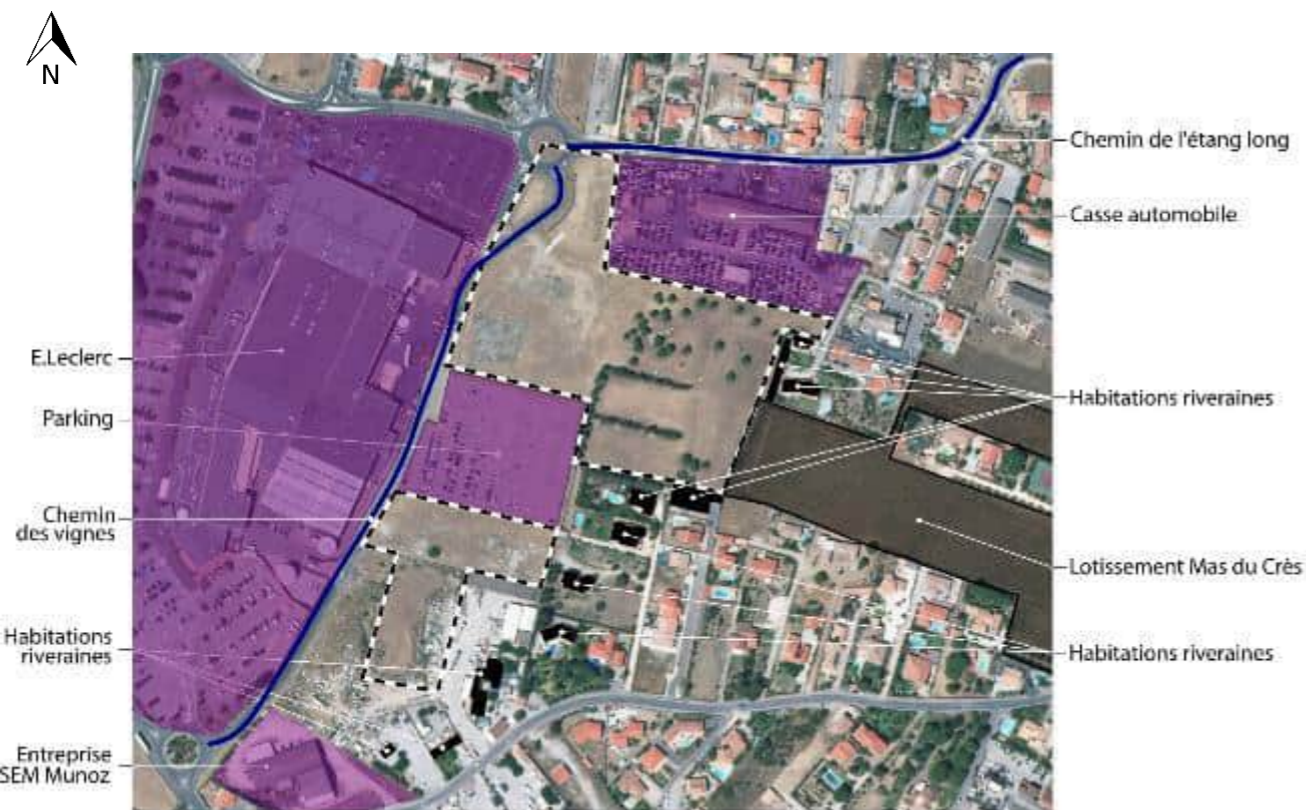 N
Chemin de l'étang long
Casse automobile
E.Leclerc
Habitations riveraines
Parking
Chemin
des vignes
Lotissement Mas du Crès
Habitations
riveraines
Habitations riveraines
Entreprise
SEM Munoz